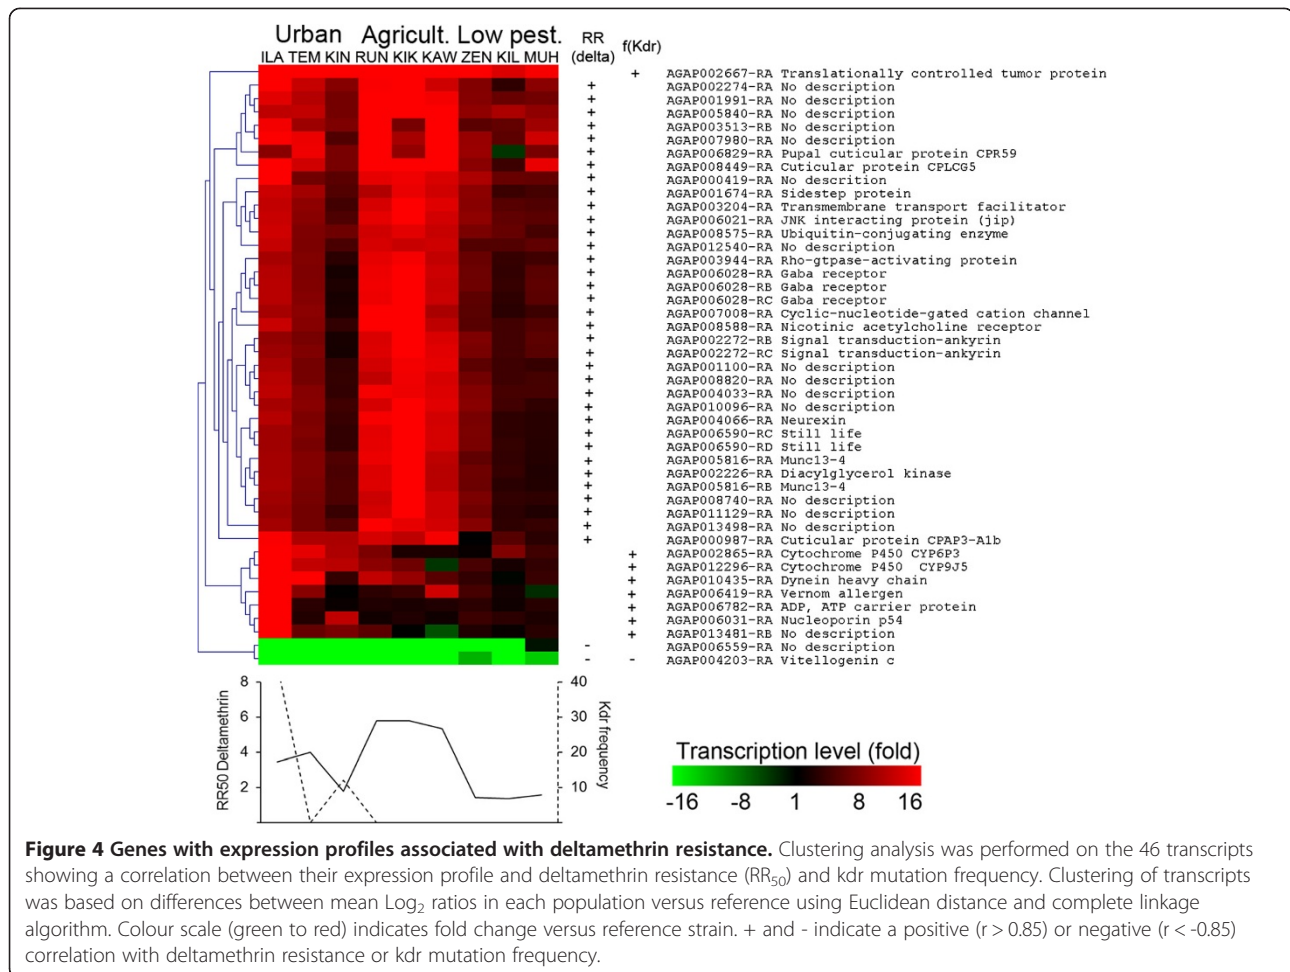 Urban Agricult. Low pest.
ILA TEM KIN RUN KIK KAW ZEN KIL MUH
RR (delta)
f(Kdr)
+ AGAP002667-RA Translationally controlled tumor protein
+ AGAP002274-RA No description
+ AGAP001991-RA No description
+ AGAP005840-RA No description
+ AGAP003513-RB No description
+ AGAP007980-RA No description
+ AGAP006829-RA Pupal cuticular protein CPR59
+ AGAP008449-RA Cuticular protein CPLCG5
+ AGAP000419-RA No descrition
+ AGAP001674-RA Sidestep protein
+ AGAP003204-RA Transmembrane transport facilitator
+ AGAP006021-RA JNK interacting protein (jip)
+ AGAP008575-RA Ubiquitin-conjugating enzyme
+ AGAP012540-RA No description
+ AGAP003944-RA Rho-gtpase-activating protein
+ AGAP006028-RA Gaba receptor
+ AGAP006028-RB Gaba receptor
+ AGAP006028-RC Gaba receptor
+ AGAP007008-RA Cyclic-nucleotide-gated cation channel
+ AGAP008588-RA Nicotinic acetylcholine receptor
+ AGAP002272-RB Signal transduction-ankyrin
+ AGAP002272-RC Signal transduction-ankyrin
+ AGAP001100-RA No description
+ AGAP008820-RA No description
+ AGAP004033-RA No description
+ AGAP010096-RA No description
+ AGAP004066-RA Neurexin
+ AGAP006590-RC Still life
+ AGAP006590-RD Still life
+ AGAP005816-RA Munc13-4
+ AGAP002226-RA Diacylglycerol kinase
+ AGAP005816-RB Munc13-4
+ AGAP008740-RA No description
+ AGAP011129-RA No description
+ AGAP013498-RA No description
+ AGAP000987-RA Cuticular protein CPAP3-A1b
+ AGAP002865-RA Cytochrome P450 CYP6P3
+ AGAP012296-RA Cytochrome P450 CYP9J5
+ AGAP010435-RA Dynein heavy chain
+ AGAP006419-RA Vernom allergen
+ AGAP006782-RA ADP, ATP carrier protein
+ AGAP006031-RA Nucleoporin p54
+ AGAP013481-RB No description
- AGAP006559-RA No description
- - AGAP004203-RA Vitellogenin c
RR50 Deltamethrin
8
6
4
2
40
30
20
10
Kdr frequency
Transcription level (fold)
-16 -8 1 8 16
Figure 4 Genes with expression profiles associated with deltamethrin resistance. Clustering analysis was performed on the 46 transcripts
showing a correlation between their expression profile and deltamethrin resistance (RR50) and kdr mutation frequency. Clustering of transcripts
was based on differences between mean Log2 ratios in each population versus reference using Euclidean distance and complete linkage
algorithm. Colour scale (green to red) indicates fold change versus reference strain. + and - indicate a positive (r > 0.85) or negative (r < -0.85)
correlation with deltamethrin resistance or kdr mutation frequency.